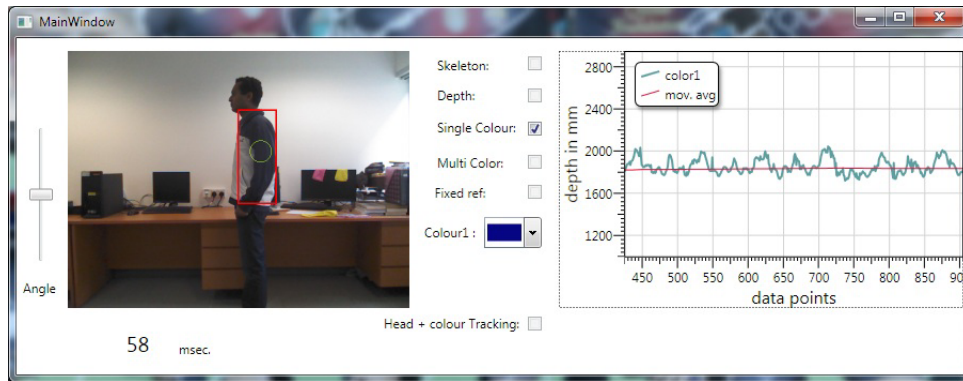 MainWindow
Skeleton:
Depth:
Single Colour:
Multi Color:
Fixed ref:
Colour1 :
Angle
Head + colour Tracking:
58 msec.
color1
mov. avg
depth in mm
2800
2400
2000
1600
1200
450 500 550 600 650 700 750 800 850 900
data points